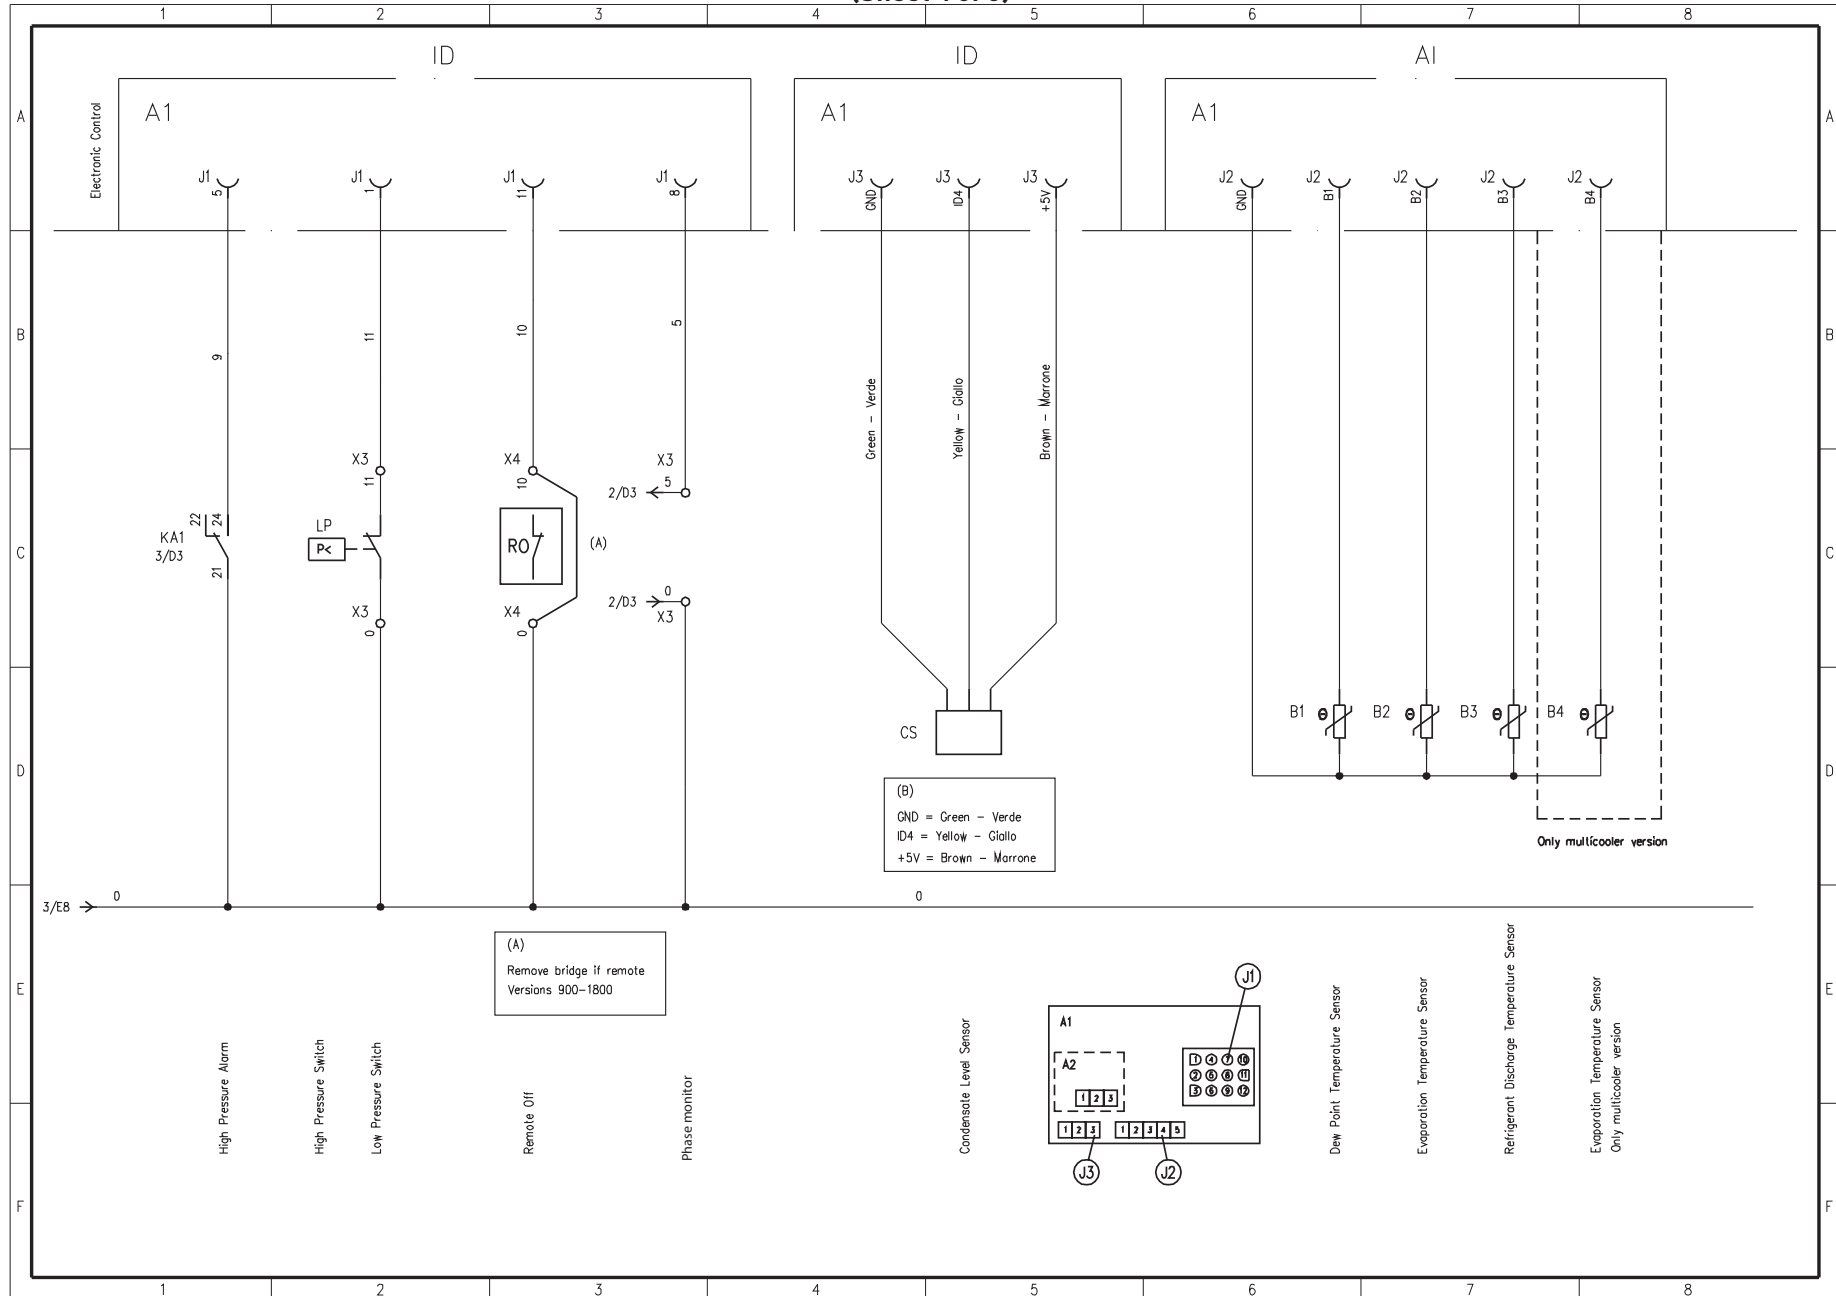 1 2 3 4 5 6 7 8
ID ID AI
A A
Electronic Control
A1 A1 A1
J1 J1 J1 J1 J3 J3 J3 J2 J2 J2 J2 J2
5 1 11 8 GND ID4 +5V GND B1 B2 B3 B4
B B
9 11 10 5
Green - Verde
Yellow - Giallo
Brown - Marrone
X3 X4 X3
11 10 2/D3 5
22 24
KA1
3/D3
21
LP
P<
RO
(A)
C C
2/D3 0
X3 X4 X3
0 0
B1 θ B2 θ B3 θ B4 θ
CS
D D
(B)
GND = Green - Verde
ID4 = Yellow - Giallo
+5V = Brown - Marrone
Only multicooler version
3/E8 0 0
(A)
Remove bridge if remote
Versions 900-1800
E E
High Pressure Alarm
High Pressure Switch
Low Pressure Switch
Remote Off
Phase monitor
Condensate Level Sensor
J1
A1
A2
1 2 3
1 4 7 10
2 5 8 11
3 6 9 12
1 2 3 1 2 3 4 5
J3 J2
Dew Point Temperature Sensor
Evaporation Temperature Sensor
Refrigerant Discharge Temperature Sensor
Evaporation Temperature Sensor
Only multicooler version
F F
1 2 3 4 5 6 7 8